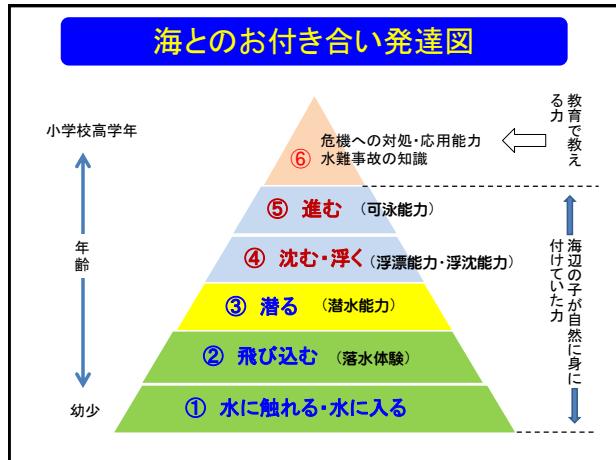 海とのお付き合い発達図
小学校高学年
年齢
幼少
⑥ 危機への対処・応用能力
水難事故の知識
⑤ 進む (可泳能力)
④ 沈む・浮く (浮漂能力・浮沈能力)
③ 潜る (潜水能力)
② 飛び込む (落水体験)
① 水に触れる・水に入る
教育で教え
る力
海辺の子が自然に身に
付けていた力